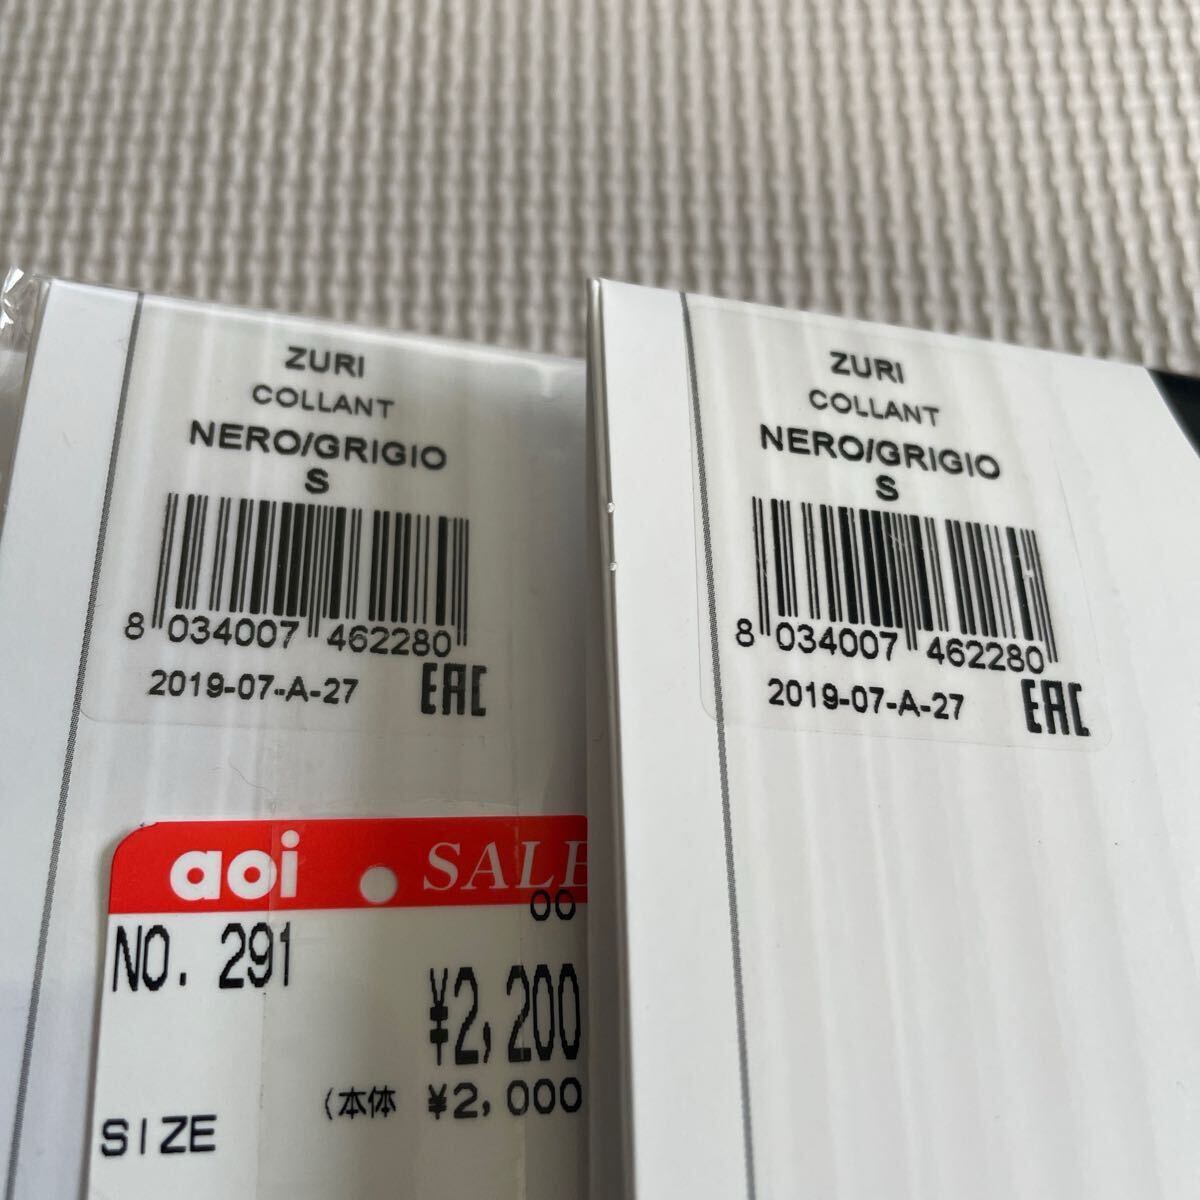 ZURI
COLLANT
NERO/GRIGIO
S
8 034007 462280
2019-07-A-27 EAC
aoi SALE
00
NO. 291
¥2,200
(本体 ¥2,000
SIZE
ZURI
COLLANT
NERO/GRIGIO
S
8 034007 462280
2019-07-A-27 EAC